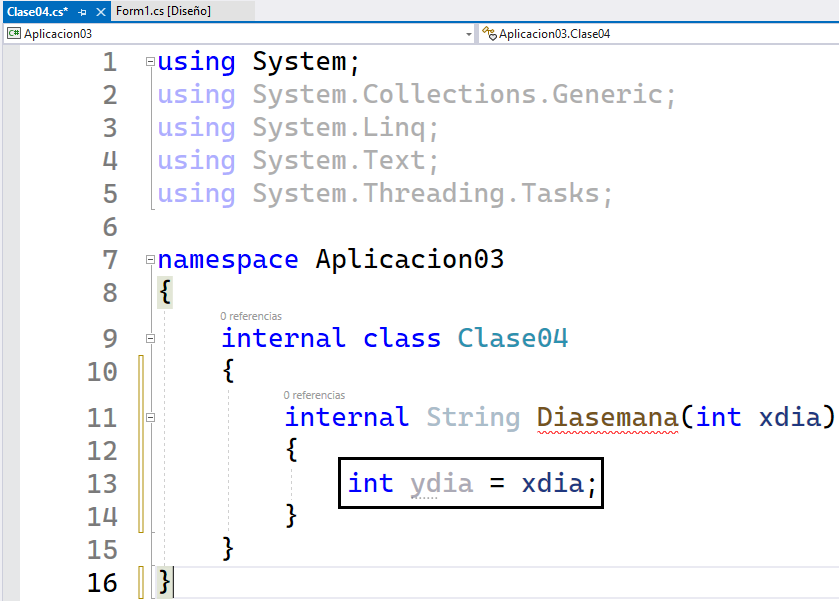 Clase04.cs* Form1.cs [Diseño]
Aplicacion03 Aplicacion03.Clase04
1 using System;
2 using System.Collections.Generic;
3 using System.Linq;
4 using System.Text;
5 using System.Threading.Tasks;
6
7 namespace Aplicacion03
8 {
0 referencias
9 internal class Clase04
10 {
0 referencias
11 internal String Diasemana(int xdia)
12 {
13 int ydia = xdia;
14 }
15 }
16 }